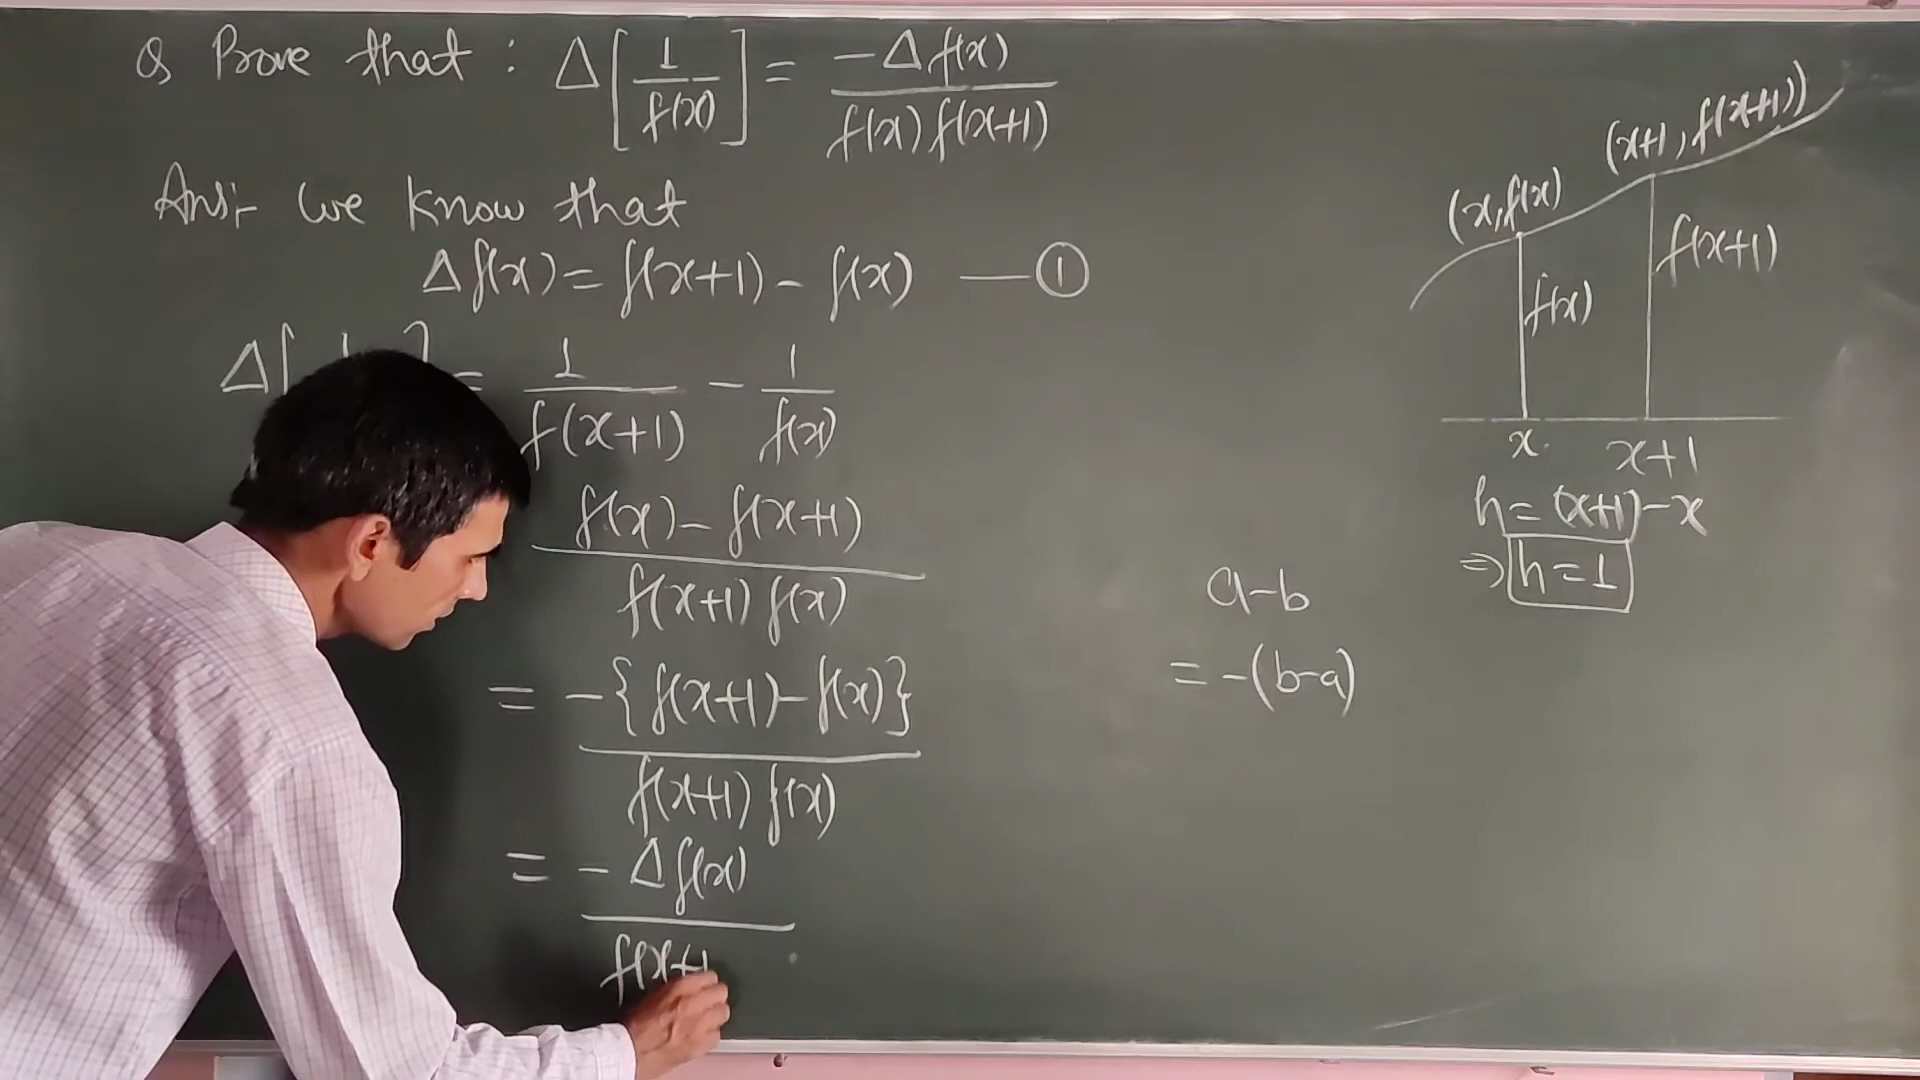 Q Prove that : Δ[1/f(x)] = -Δf(x)/f(x)f(x+1)
Ans:- We know that
Δf(x) = f(x+1) - f(x) —— ①
Δ[1 ] = 1/f(x+1) - 1/f(x)
f(x) - f(x+1)/f(x+1) f(x)
= -{f(x+1) - f(x)}/f(x+1) f(x)
= -Δf(x)/f(x+1
a-b
= -(b-a)
(x+1, f(x+1))
(x, f(x)
f(x+1)
f(x)
x x+1
h = (x+1) - x
⇒ h = 1